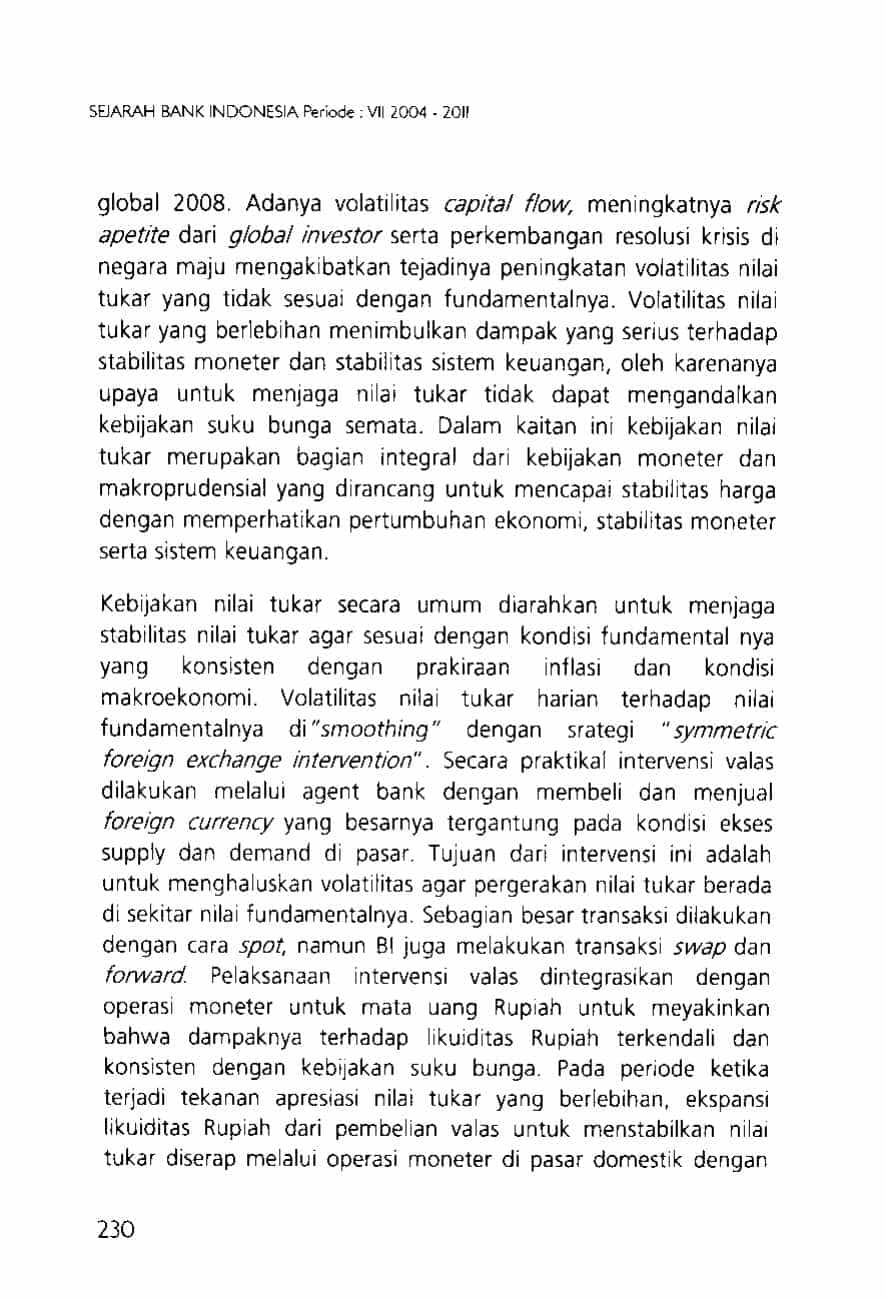 SEJARAH BANK INDONESIA Periode : VII 2004 - 2011
global 2008. Adanya volatilitas capital flow, meningkatnya risk
apetite dari global investor serta perkembangan resolusi krisis di
negara maju mengakibatkan tejadinya peningkatan volatilitas nilai
tukar yang tidak sesuai dengan fundamentalnya. Volatilitas nilai
tukar yang berlebihan menimbulkan dampak yang serius terhadap
stabilitas moneter dan stabilitas sistem keuangan, oleh karenanya
upaya untuk menjaga nilai tukar tidak dapat mengandalkan
kebijakan suku bunga semata. Dalam kaitan ini kebijakan nilai
tukar merupakan bagian integral dari kebijakan moneter dan
makroprudensial yang dirancang untuk mencapai stabilitas harga
dengan memperhatikan pertumbuhan ekonomi, stabilitas moneter
serta sistem keuangan.
Kebijakan nilai tukar secara umum diarahkan untuk menjaga
stabilitas nilai tukar agar sesuai dengan kondisi fundamental nya
yang konsisten dengan prakiraan inflasi dan kondisi
makroekonomi. Volatilitas nilai tukar harian terhadap nilai
fundamentalnya di"smoothing" dengan srategi "symmetric
foreign exchange intervention". Secara praktikal intervensi valas
dilakukan melalui agent bank dengan membeli dan menjual
foreign currency yang besarnya tergantung pada kondisi ekses
supply dan demand di pasar. Tujuan dari intervensi ini adalah
untuk menghaluskan volatilitas agar pergerakan nilai tukar berada
di sekitar nilai fundamentalnya. Sebagian besar transaksi dilakukan
dengan cara spot, namun BI juga melakukan transaksi swap dan
forward. Pelaksanaan intervensi valas dintegrasikan dengan
operasi moneter untuk mata uang Rupiah untuk meyakinkan
bahwa dampaknya terhadap likuiditas Rupiah terkendali dan
konsisten dengan kebijakan suku bunga. Pada periode ketika
terjadi tekanan apresiasi nilai tukar yang berlebihan, ekspansi
likuiditas Rupiah dari pembelian valas untuk menstabilkan nilai
tukar diserap melalui operasi moneter di pasar domestik dengan
230